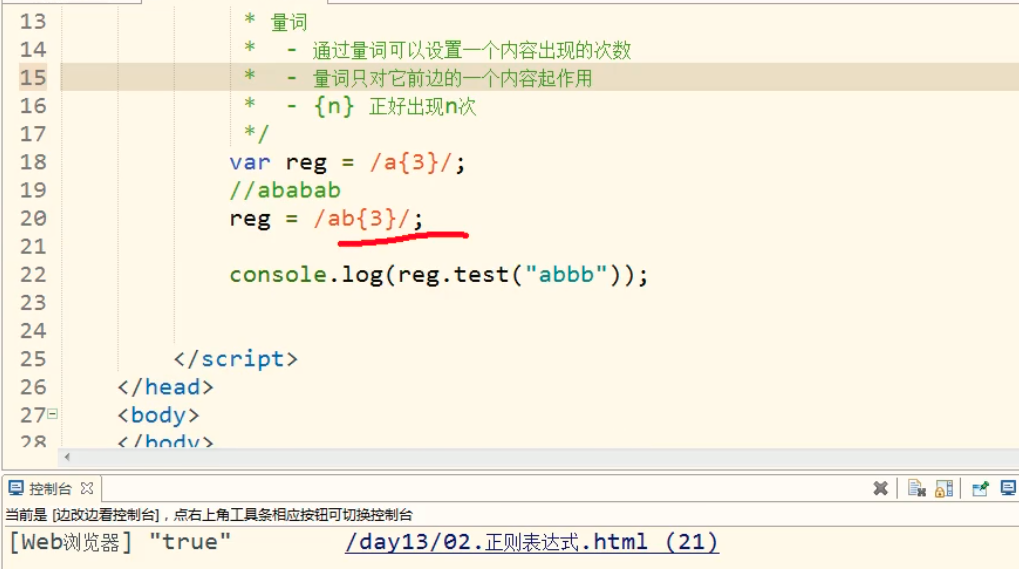 13 * 量词
14 * - 通过量词可以设置一个内容出现的次数
15 * - 量词只对它前边的一个内容起作用
16 * - {n} 正好出现n次
17 */
18 var reg = /a{3}/;
19 //ababab
20 reg = /ab{3}/;
21
22 console.log(reg.test("abbb"));
23
24
25 </script>
26 </head>
27 <body>
28 </body>
控制台
当前是 [边改边看控制台]，点右上角工具条相应按钮可切换控制台
[Web浏览器] "true" /day13/02.正则表达式.html (21)